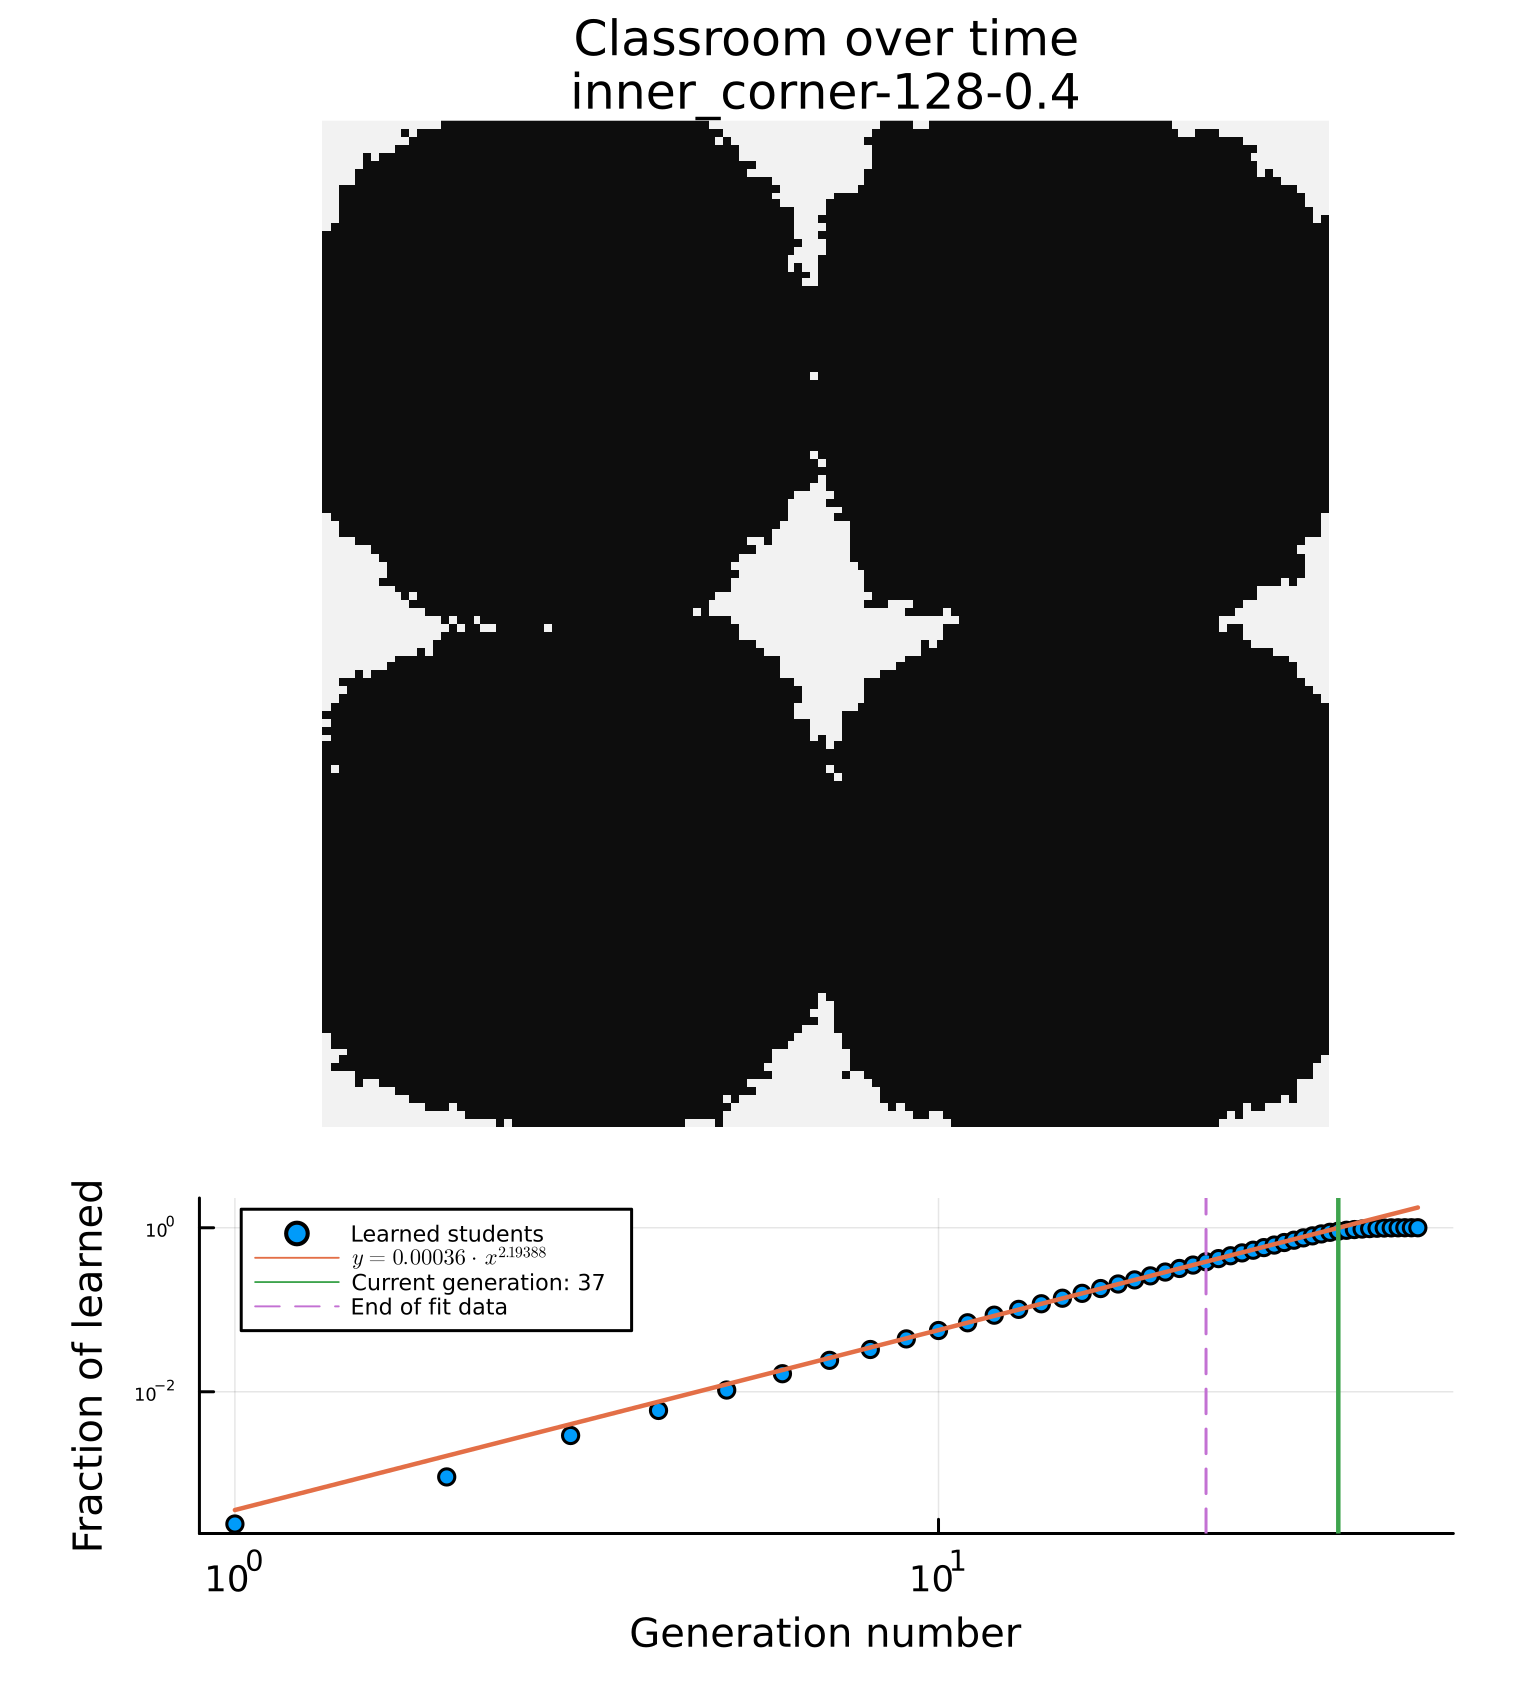 Classroom over time
inner_corner-128-0.4
Fraction of learned
10^0
10^-2
Learned students
y = 0.00036 · x^2.19388
Current generation: 37
End of fit data
10^0
10^1
Generation number